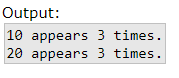 Output:
10 appears 3 times.
20 appears 3 times.